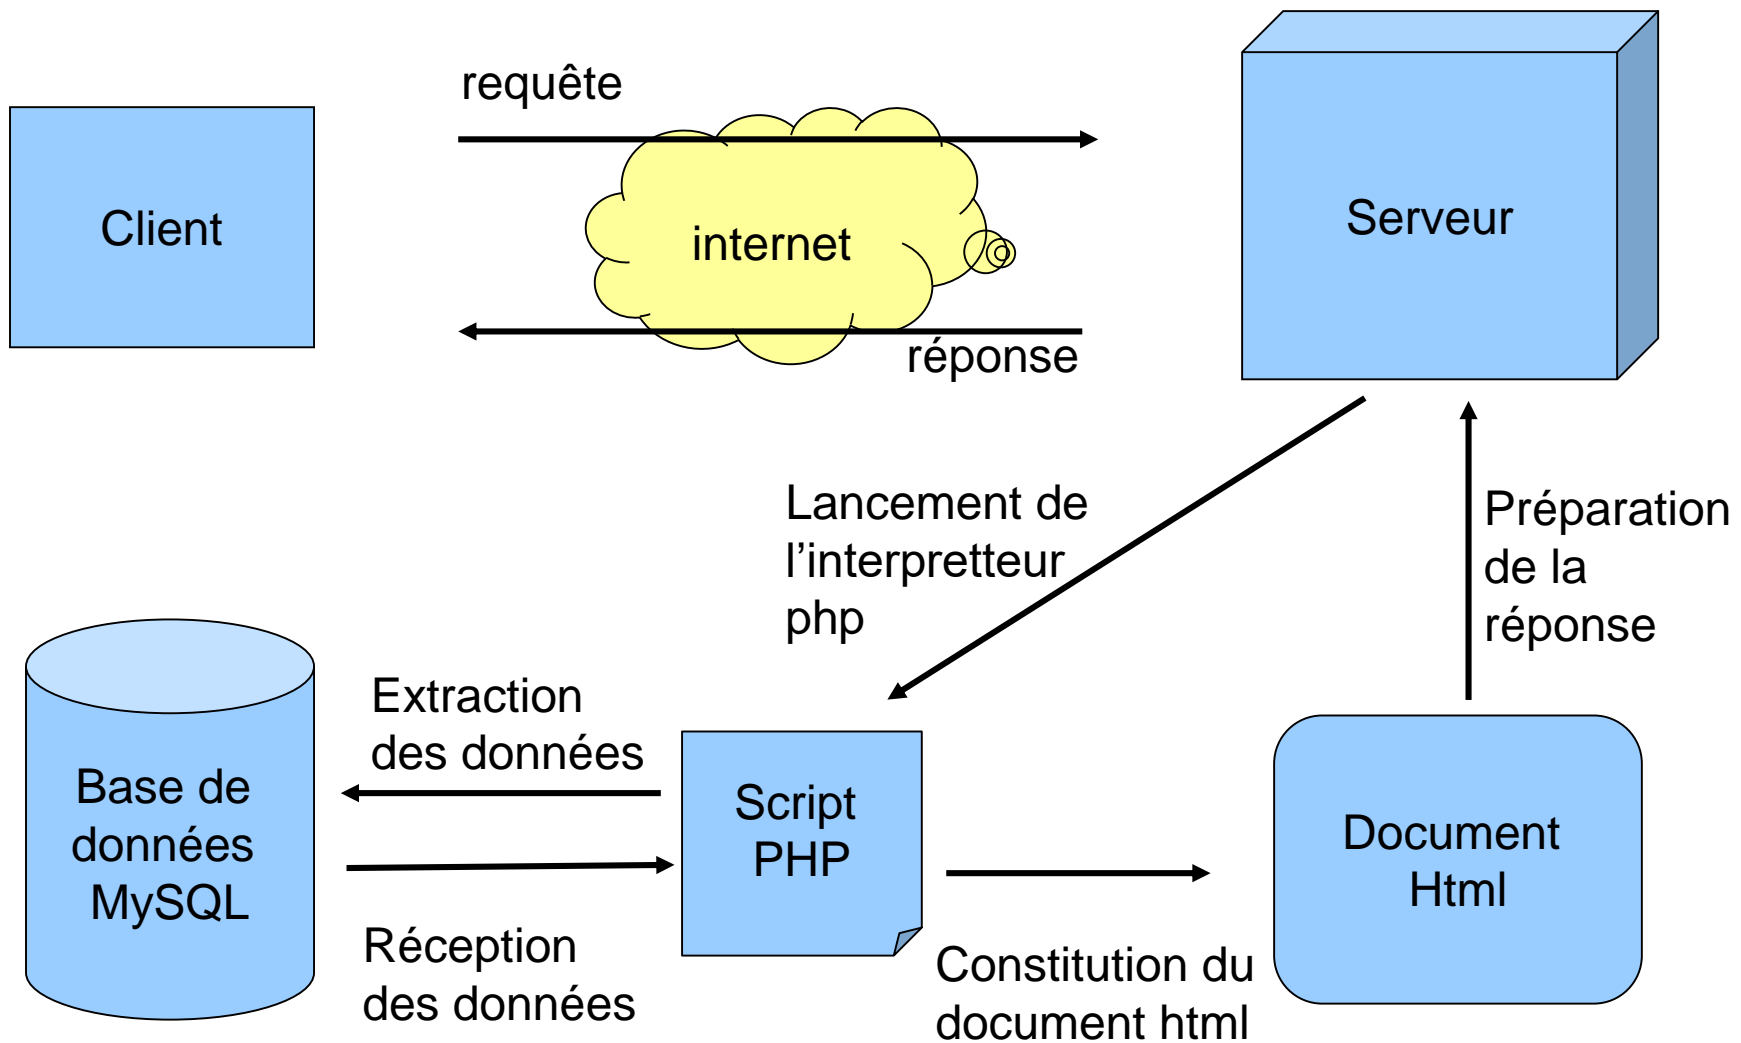 requête
Client
internet
Serveur
réponse
Lancement de
l’interpretteur
php
Préparation
de la
réponse
Extraction
des données
Base de
données
MySQL
Script
PHP
Document
Html
Réception
des données
Constitution du
document html